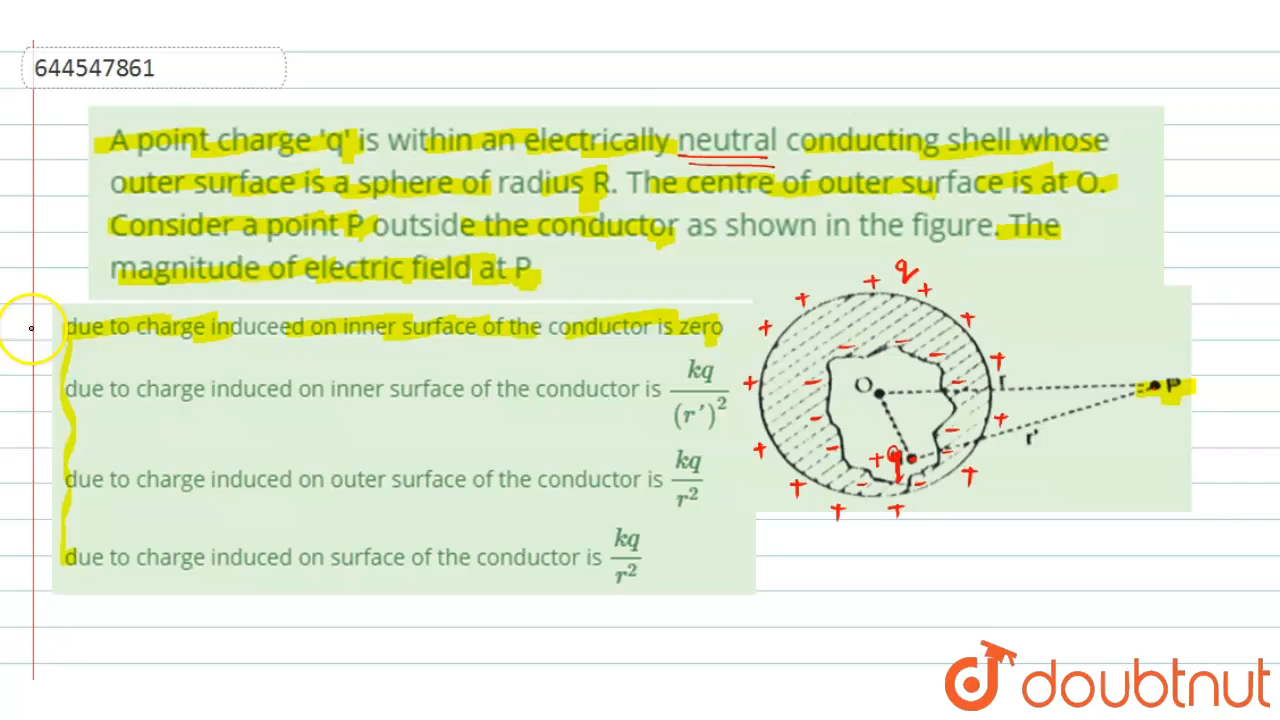 644547861
A point charge 'q' is within an electrically neutral conducting shell whose
outer surface is a sphere of radius R. The centre of outer surface is at O.
Consider a point P outside the conductor as shown in the figure. The
magnitude of electric field at P
due to charge induceed on inner surface of the conductor is zero
due to charge induced on inner surface of the conductor is kq/(r')²
due to charge induced on outer surface of the conductor is kq/r²
due to charge induced on surface of the conductor is kq/r²
q
O
r
P
r'
+q
doubtnut